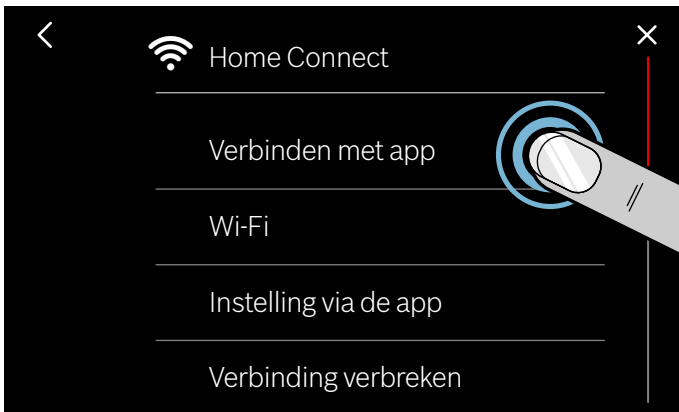 Home Connect
Verbinden met app
Wi-Fi
Instelling via de app
Verbinding verbreken